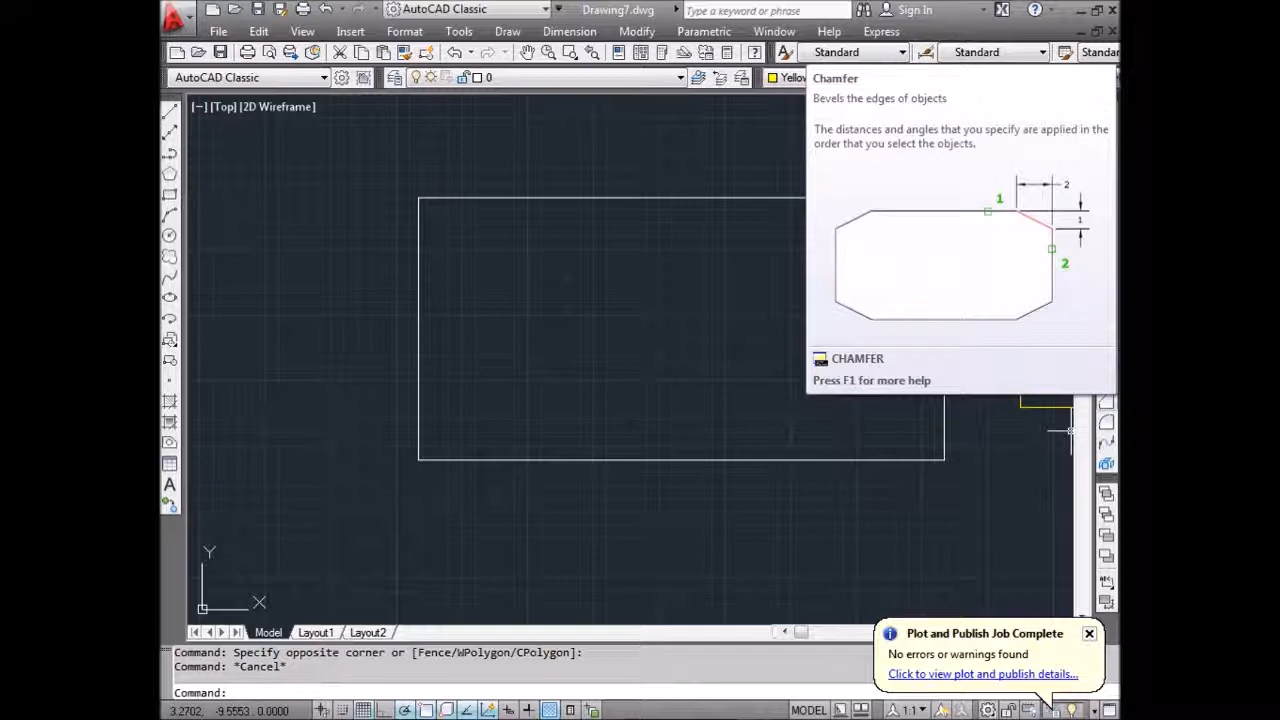 AutoCAD Classic
Drawing7.dwg
Type a keyword or phrase
Sign In
File Edit View Insert Format Tools Draw Dimension Modify Parametric Window Help Express
Standard
Standard
Standar
AutoCAD Classic
0
Yellow
[−] [Top] [2D Wireframe]
Chamfer
Bevels the edges of objects
The distances and angles that you specify are applied in the
order that you select the objects.
2
1
1
2
CHAMFER
Press F1 for more help
A
Y
X
Model Layout1 Layout2
Command: Specify opposite corner or [Fence/WPolygon/CPolygon]:
Command: *Cancel*
Command:
Plot and Publish Job Complete
No errors or warnings found
Click to view plot and publish details...
3.2702, -9.5553, 0.0000
MODEL
1:1